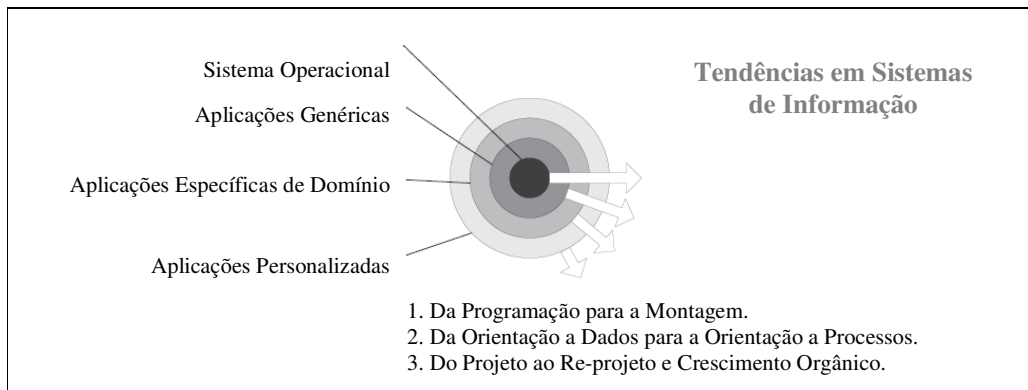 Sistema Operacional
Aplicações Genéricas
Aplicações Específicas de Domínio
Aplicações Personalizadas
Tendências em Sistemas
de Informação
1. Da Programação para a Montagem.
2. Da Orientação a Dados para a Orientação a Processos.
3. Do Projeto ao Re-projeto e Crescimento Orgânico.